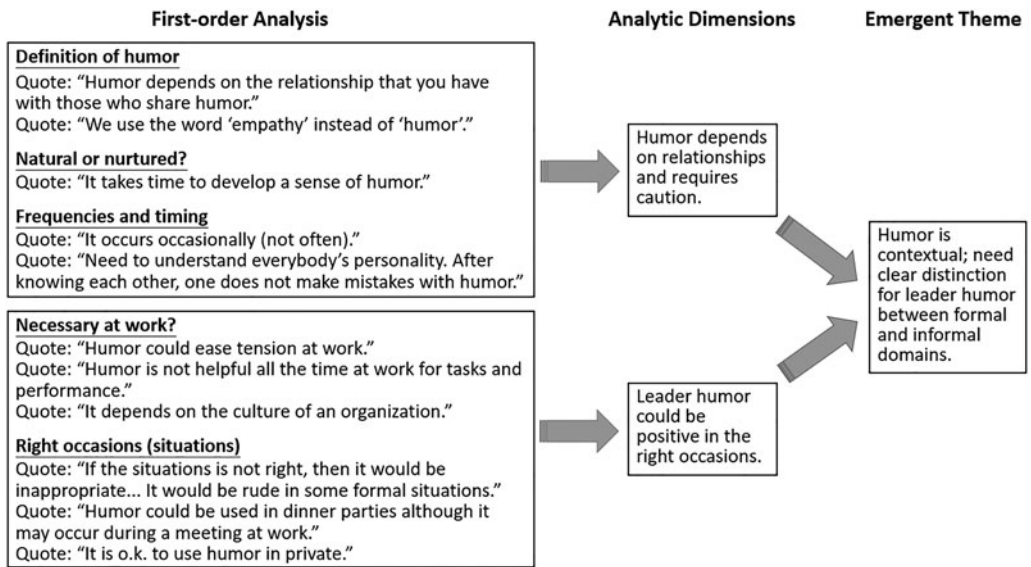 First-order Analysis
Analytic Dimensions
Emergent Theme
Definition of humor
Quote: “Humor depends on the relationship that you have
with those who share humor.”
Quote: “We use the word ‘empathy’ instead of ‘humor’.”
Natural or nurtured?
Quote: “It takes time to develop a sense of humor.”
Frequencies and timing
Quote: “It occurs occasionally (not often).”
Quote: “Need to understand everybody’s personality. After
knowing each other, one does not make mistakes with humor.”
Necessary at work?
Quote: “Humor could ease tension at work.”
Quote: “Humor is not helpful all the time at work for tasks and
performance.”
Quote: “It depends on the culture of an organization.”
Right occasions (situations)
Quote: “If the situations is not right, then it would be
inappropriate... It would be rude in some formal situations.”
Quote: “Humor could be used in dinner parties although it
may occur during a meeting at work.”
Quote: “It is o.k. to use humor in private.”
Humor depends
on relationships
and requires
caution.
Leader humor
could be
positive in the
right occasions.
Humor is
contextual; need
clear distinction
for leader humor
between formal
and informal
domains.